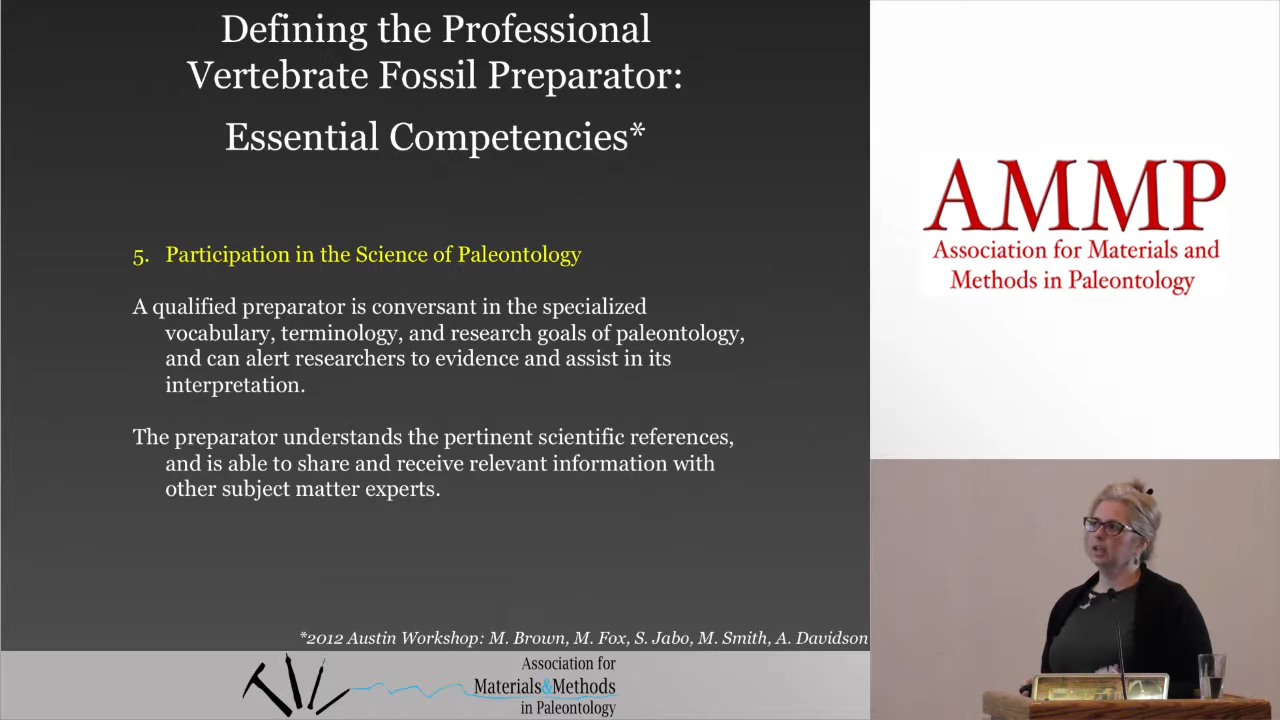 Defining the Professional
Vertebrate Fossil Preparator:
Essential Competencies*
5. Participation in the Science of Paleontology
A qualified preparator is conversant in the specialized
vocabulary, terminology, and research goals of paleontology,
and can alert researchers to evidence and assist in its
interpretation.
The preparator understands the pertinent scientific references,
and is able to share and receive relevant information with
other subject matter experts.
*2012 Austin Workshop: M. Brown, M. Fox, S. Jabo, M. Smith, A. Davidson
Association for
Materials&Methods
in Paleontology
AMMP
Association for Materials and
Methods in Paleontology